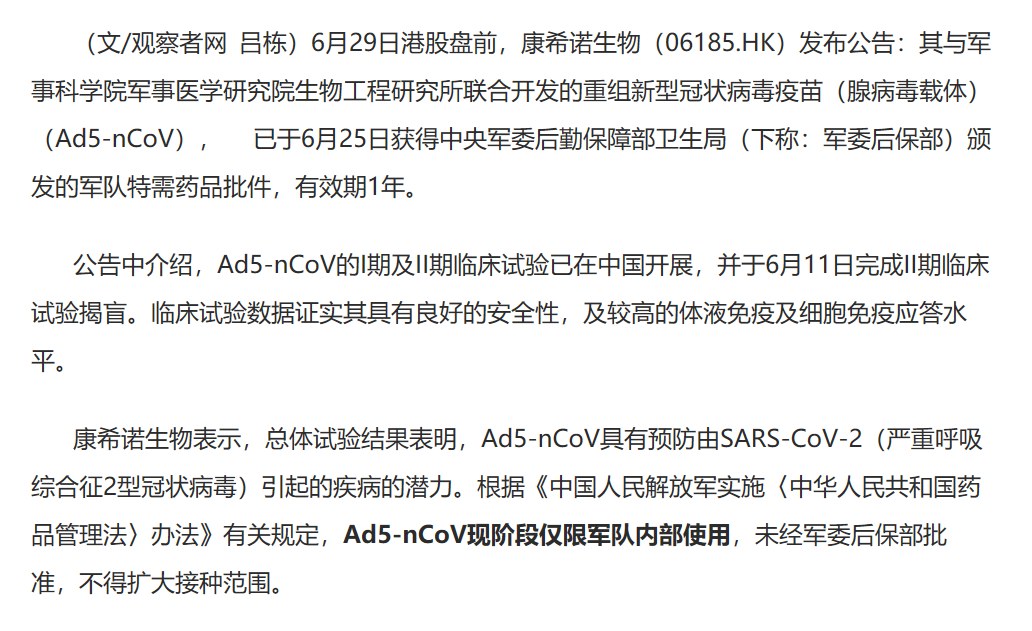 （文/观察者网 吕栋）6月29日港股盘前，康希诺生物（06185.HK）发布公告：其与军
事科学院军事医学研究院生物工程研究所联合开发的重组新型冠状病毒疫苗（腺病毒载体）
（Ad5-nCoV）， 已于6月25日获得中央军委后勤保障部卫生局（下称：军委后保部）颁
发的军队特需药品批件，有效期1年。
公告中介绍，Ad5-nCoV的I期及II期临床试验已在中国开展，并于6月11日完成II期临床
试验揭盲。临床试验数据证实其具有良好的安全性，及较高的体液免疫及细胞免疫应答水
平。
康希诺生物表示，总体试验结果表明，Ad5-nCoV具有预防由SARS-CoV-2（严重呼吸
综合征2型冠状病毒）引起的疾病的潜力。根据《中国人民解放军实施〈中华人民共和国药
品管理法〉办法》有关规定，Ad5-nCoV现阶段仅限军队内部使用，未经军委后保部批
准，不得扩大接种范围。